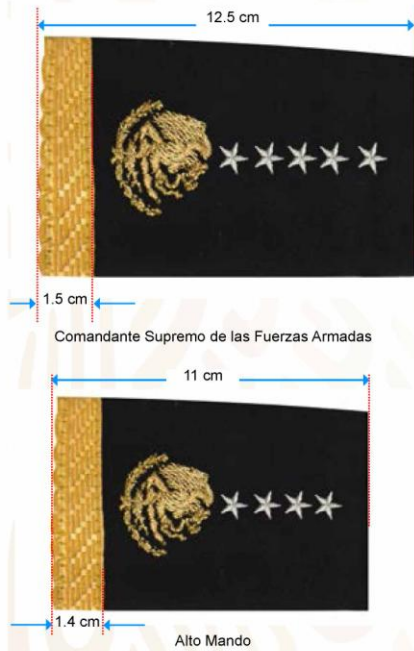 12.5 cm
1.5 cm
Comandante Supremo de las Fuerzas Armadas
11 cm
1.4 cm
Alto Mando